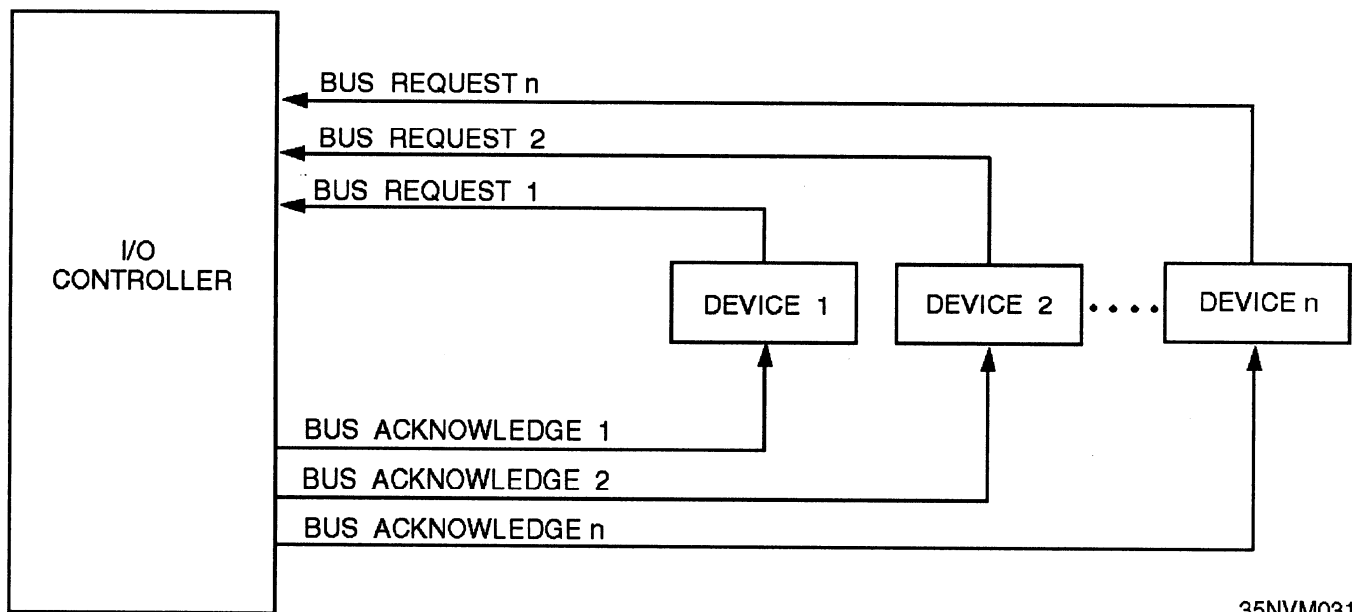 BUS REQUEST n
BUS REQUEST 2
BUS REQUEST 1
I/O
CONTROLLER
DEVICE 1
DEVICE 2
DEVICE n
BUS ACKNOWLEDGE 1
BUS ACKNOWLEDGE 2
BUS ACKNOWLEDGE n
35NVM031